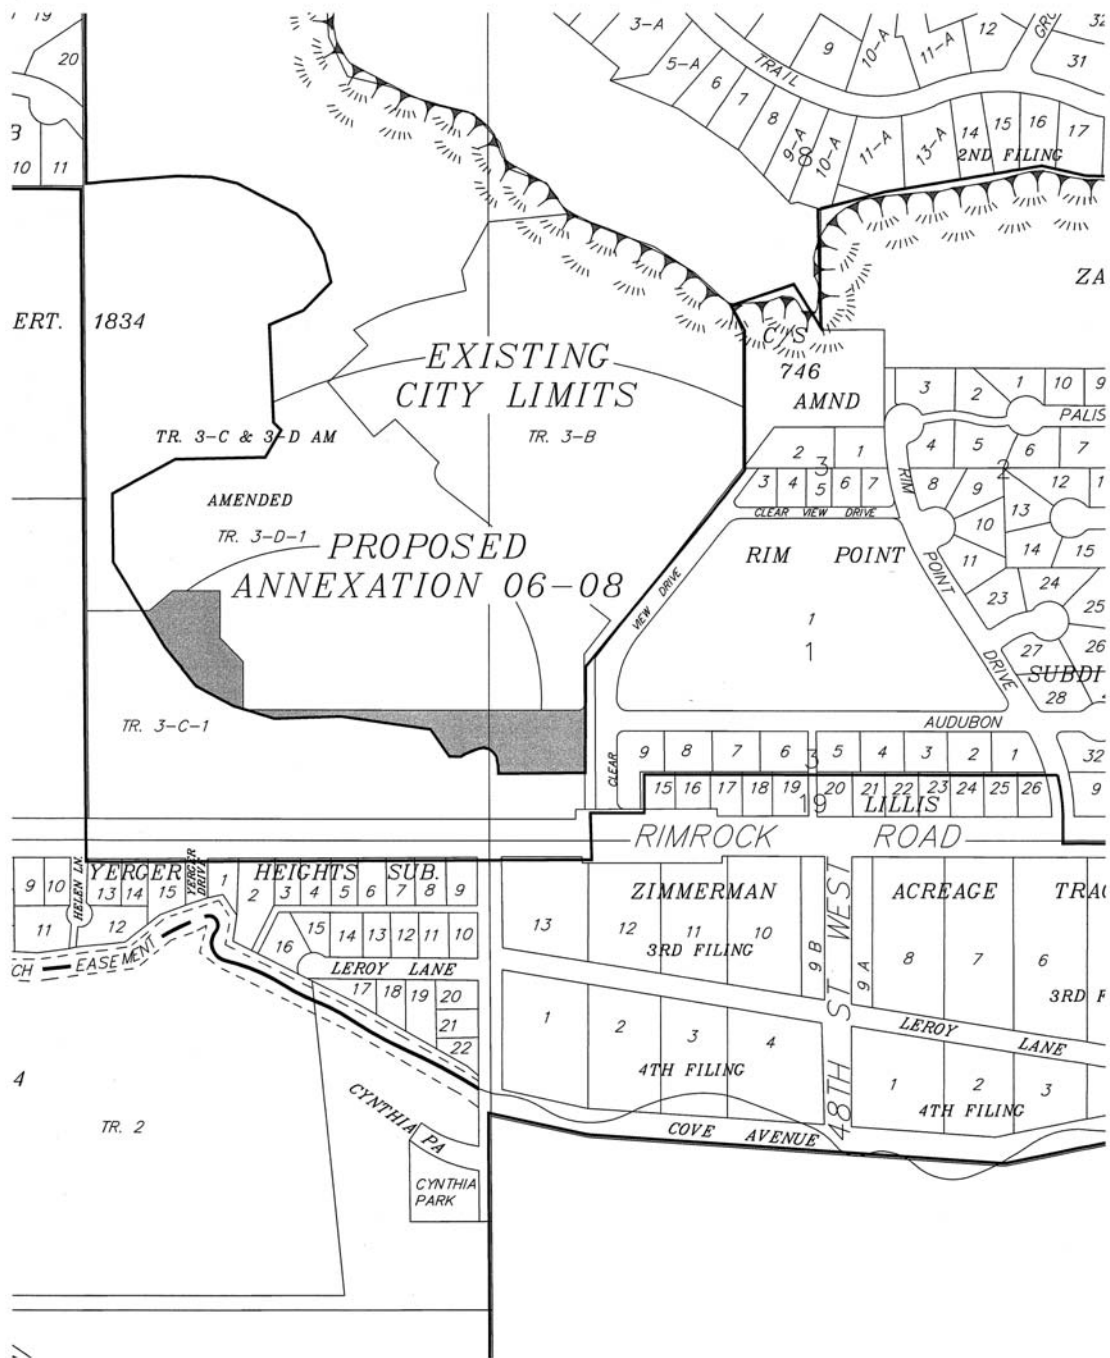 19
20
10 11
3-A
5-A
6
7
8
9-A
10-A
8
TRAIL
9
10-A
11-A
12
31
11-A
13-A
14
15
16
17
2ND FILING
ZA
ERT. 1834
EXISTING
CITY LIMITS
C/S
746
AMND
TR. 3-C & 3-D AM
TR. 3-B
AMENDED
TR. 3-D-1
PROPOSED
ANNEXATION 06-08
TR. 3-C-1
3 2 1 10 9
PALIS
4 5 6 7
2
2 1
3
3 4 5 6 7
CLEAR VIEW DRIVE
RIM POINT DRIVE
8 9 12 1
10 13
11 14 15
23 24 25
27 26
28
SUBDI
RIM POINT
VIEW DRIVE
1
1
AUDUBON
CLEAR
9 8 7 6 5 4 3 2 1 32
3
15 16 17 18 19 20 21 22 23 24 25 26 9
19 LILLIS
RIMROCK ROAD
YERGER HEIGHTS SUB.
9 10 HELEN LN. 13 14 15 YERGER DRIVE 1 2 3 4 5 6 7 8 9
11 12
16 15 14 13 12 11 10
CH EASEMENT
LEROY LANE
17 18 19 20
21
22
ZIMMERMAN ACREAGE TRAC
13 12 11 10 9B 9A 8 7 6
3RD FILING
3RD F
48TH ST WEST
LEROY LANE
1 2 3 4
4TH FILING
1 2 3
4TH FILING
COVE AVENUE
4
TR. 2
CYNTHIA PA
CYNTHIA
PARK